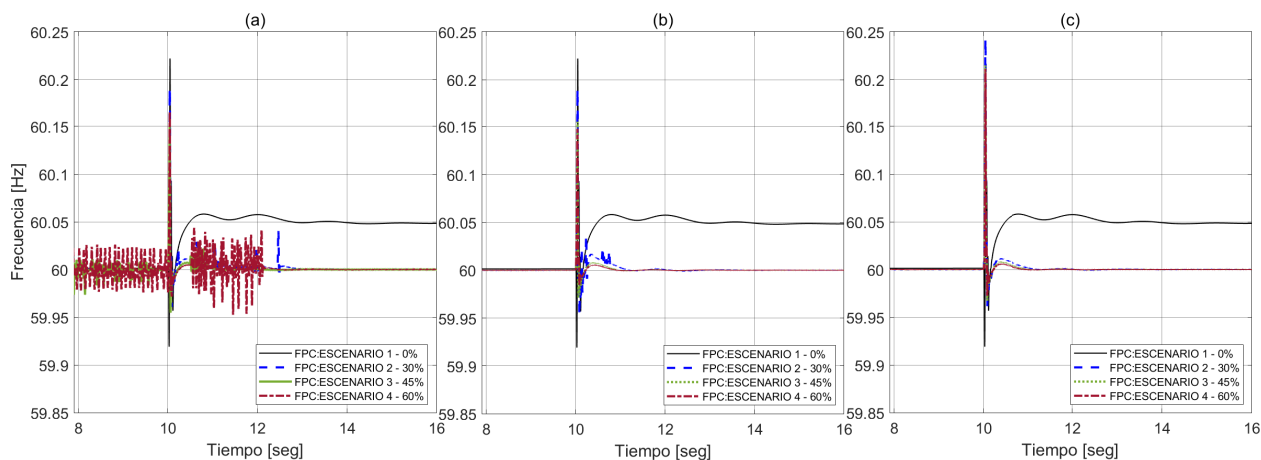 (a)
60.25
60.2
60.15
60.1
60.05
60
59.95
59.9
59.85
Frecuencia [Hz]
8
10
12
14
16
Tiempo [seg]
FPC:ESCENARIO 1 - 0%
FPC:ESCENARIO 2 - 30%
FPC:ESCENARIO 3 - 45%
FPC:ESCENARIO 4 - 60%
(b)
60.25
60.2
60.15
60.1
60.05
60
59.95
59.9
59.85
8
10
12
14
16
Tiempo [seg]
FPC:ESCENARIO 1 - 0%
FPC:ESCENARIO 2 - 30%
FPC:ESCENARIO 3 - 45%
FPC:ESCENARIO 4 - 60%
(c)
60.25
60.2
60.15
60.1
60.05
60
59.95
59.9
59.85
8
10
12
14
16
Tiempo [seg]
FPC:ESCENARIO 1 - 0%
FPC:ESCENARIO 2 - 30%
FPC:ESCENARIO 3 - 45%
FPC:ESCENARIO 4 - 60%